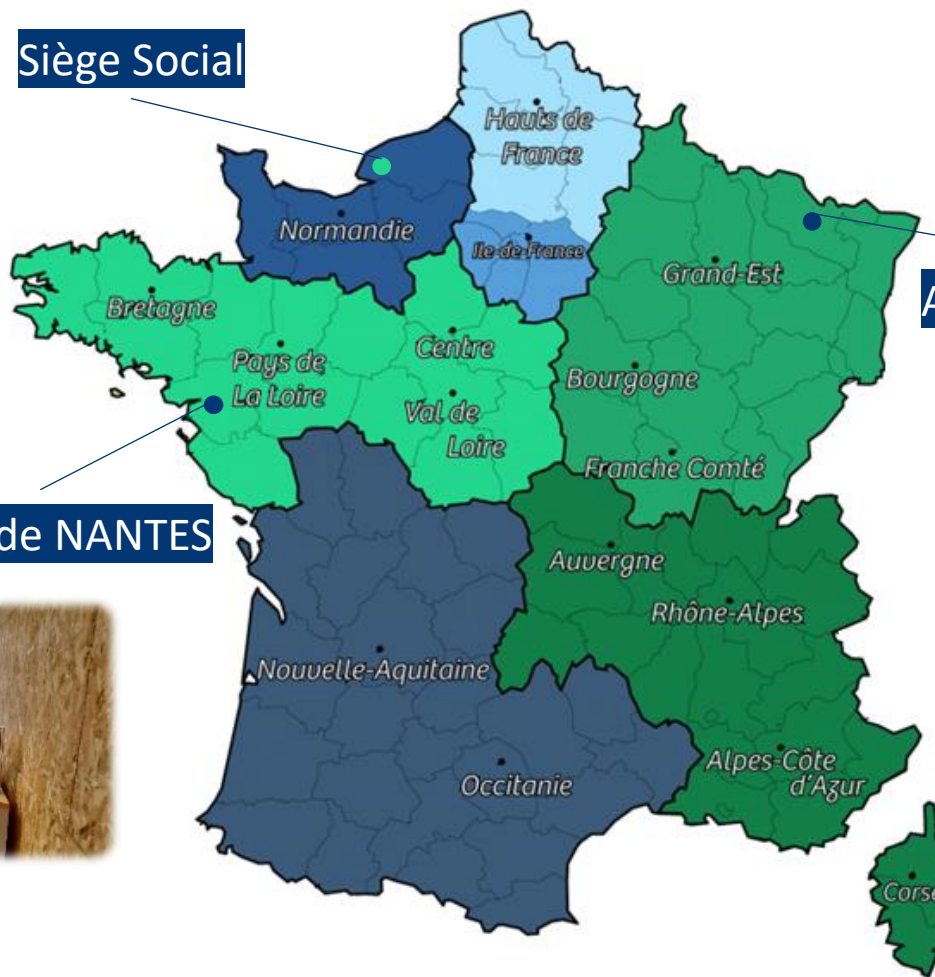 Siège Social
Hauts de
France
Normandie
Ile-de-France
Grand-Est
A
Bretagne
Centre
Pays de
La Loire
Bourgogne
Val de
Loire
Franche Comté
de NANTES
Auvergne
Rhône-Alpes
Nouvelle-Aquitaine
Alpes-Côte
d'Azur
Occitanie
Corse